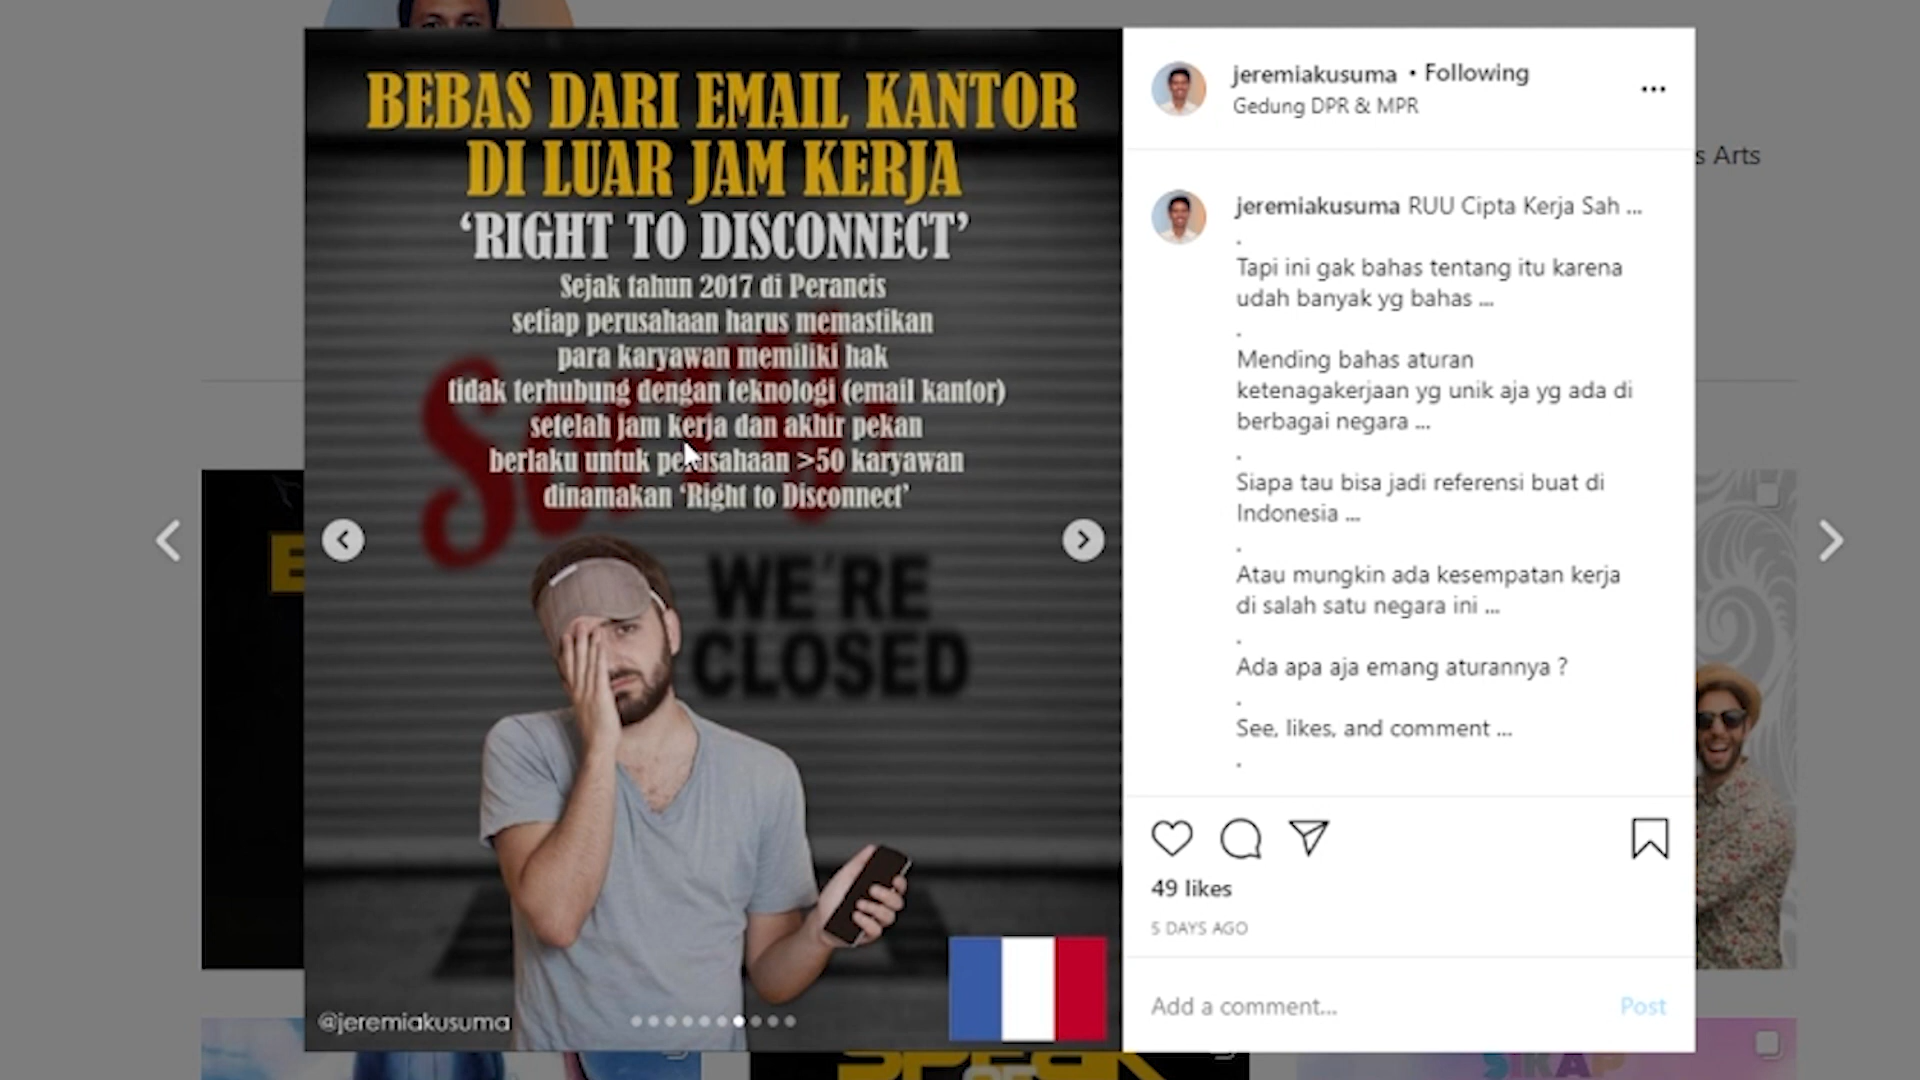 BEBAS DARI EMAIL KANTOR
DI LUAR JAM KERJA
'RIGHT TO DISCONNECT'
Sejak tahun 2017 di Perancis
setiap perusahaan harus memastikan
para karyawan memiliki hak
tidak terhubung dengan teknologi (email kantor)
setelah jam kerja dan akhir pekan
berlaku untuk perusahaan >50 karyawan
dinamakan 'Right to Disconnect'
Sorry
WE'RE
CLOSED
@jeremiakusuma
jeremiakusuma • Following
Gedung DPR & MPR
s Arts
jeremiakusuma RUU Cipta Kerja Sah ...
.
Tapi ini gak bahas tentang itu karena
udah banyak yg bahas ...
.
Mending bahas aturan
ketenagakerjaan yg unik aja yg ada di
berbagai negara ...
.
Siapa tau bisa jadi referensi buat di
Indonesia ...
.
Atau mungkin ada kesempatan kerja
di salah satu negara ini ...
.
Ada apa aja emang aturannya ?
.
See, likes, and comment ...
.
49 likes
5 DAYS AGO
Add a comment...
Post